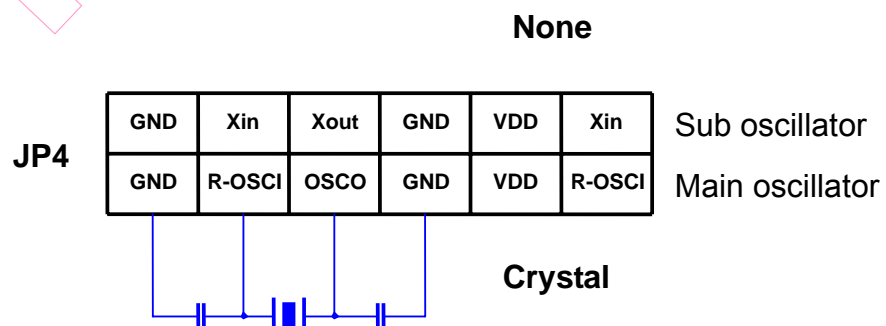 None
GND Xin Xout GND VDD Xin Sub oscillator
JP4
GND R-OSCI OSCO GND VDD R-OSCI Main oscillator
Crystal